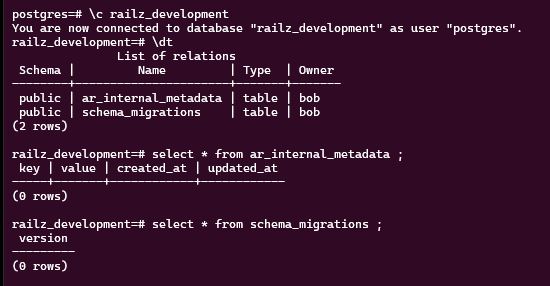 postgres=# \c railz_development
You are now connected to database "railz_development" as user "postgres".
railz_development=# \dt
List of relations
Schema | Name | Type | Owner
--------+----------------------+-------+-------
public | ar_internal_metadata | table | bob
public | schema_migrations | table | bob
(2 rows)
railz_development=# select * from ar_internal_metadata ;
key | value | created_at | updated_at
-----+-------+------------+------------
(0 rows)
railz_development=# select * from schema_migrations ;
version
---------
(0 rows)